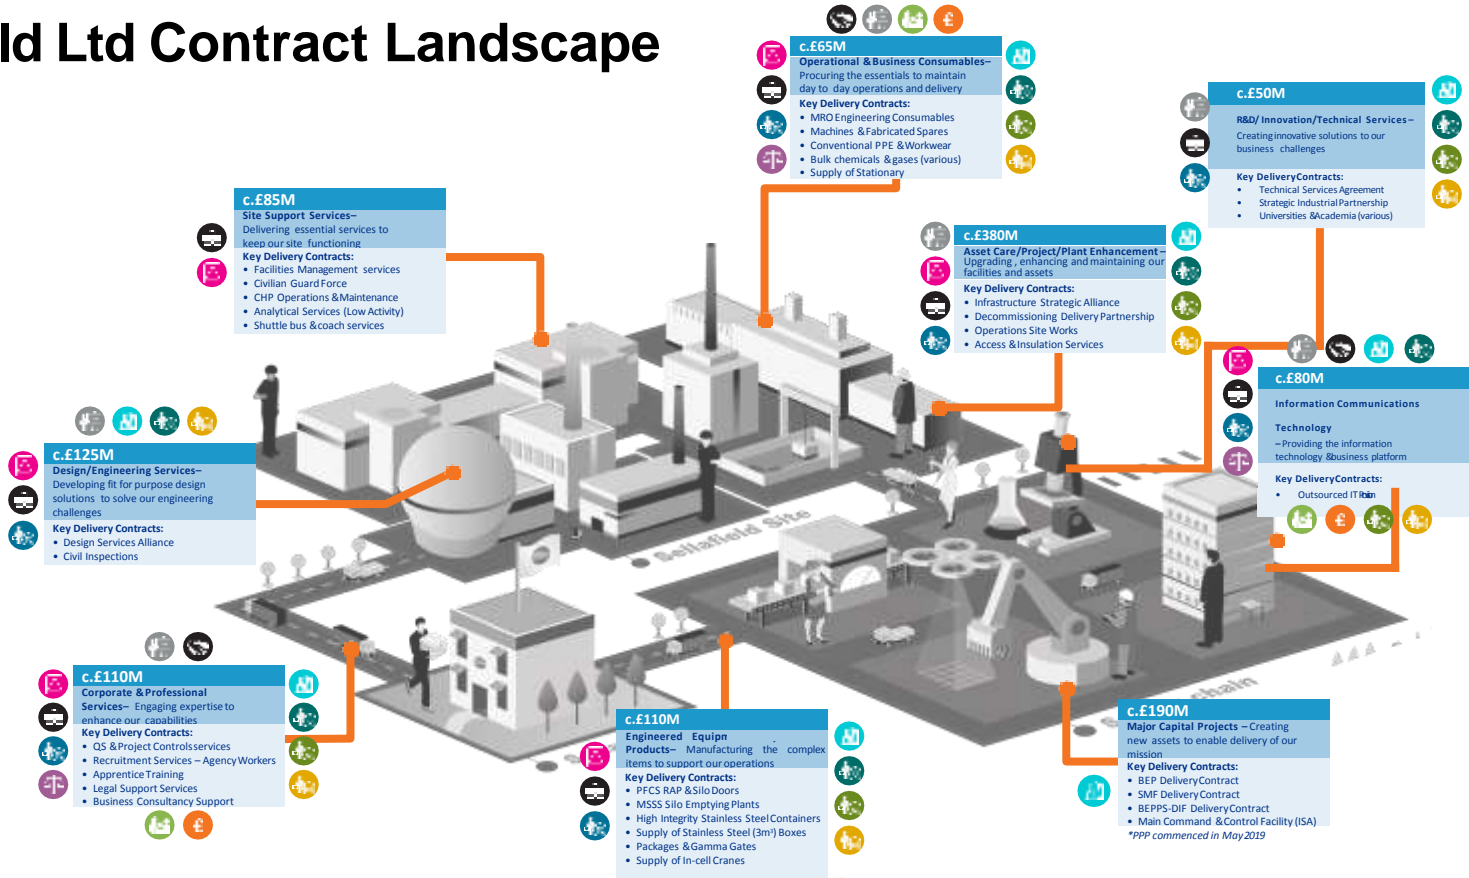 ld Ltd Contract Landscape
c.£65M
Operational & Business Consumables–
Procuring the essentials to maintain
day to day operations and delivery
Key Delivery Contracts:
• MRO Engineering Consumables
• Machines & Fabricated Spares
• Conventional PPE & Workwear
• Bulk chemicals & gases (various)
• Supply of Stationary
c.£50M
R&D/ Innovation/Technical Services –
Creating innovative solutions to our
business challenges
Key Delivery Contracts:
• Technical Services Agreement
• Strategic Industrial Partnership
• Universities & Academia (various)
c.£85M
Site Support Services–
Delivering essential services to
keep our site functioning
Key Delivery Contracts:
• Facilities Management services
• Civilian Guard Force
• CHP Operations & Maintenance
• Analytical Services (Low Activity)
• Shuttle bus & coach services
c.£380M
Asset Care/Project/Plant Enhancement –
Upgrading , enhancing and maintaining our
facilities and assets
Key Delivery Contracts:
• Infrastructure Strategic Alliance
• Decommissioning Delivery Partnership
• Operations Site Works
• Access & Insulation Services
c.£80M
Information Communications
Technology
– Providing the information
technology &business platform
Key Delivery Contracts:
• Outsourced IT
c.£125M
Design/Engineering Services–
Developing fit for purpose design
solutions to solve our engineering
challenges
Key Delivery Contracts:
• Design Services Alliance
• Civil Inspections
Sellafield Site
chain
c.£110M
Corporate & Professional
Services– Engaging expertise to
enhance our capabilities
Key Delivery Contracts:
• QS & Project Controls services
• Recruitment Services – Agency Workers
• Apprentice Training
• Legal Support Services
• Business Consultancy Support
c.£110M
Engineered Equipm
Products– Manufacturing the complex
items to support our operations
Key Delivery Contracts:
• PFCS RAP & Silo Doors
• MSSS Silo Emptying Plants
• High Integrity Stainless Steel Containers
• Supply of Stainless Steel (3m³) Boxes
• Packages & Gamma Gates
• Supply of In-cell Cranes
c.£190M
Major Capital Projects – Creating
new assets to enable delivery of our
mission
Key Delivery Contracts:
• BEP Delivery Contract
• SMF Delivery Contract
• BEPPS-DIF Delivery Contract
• Main Command & Control Facility (ISA)
*PPP commenced in May 2019